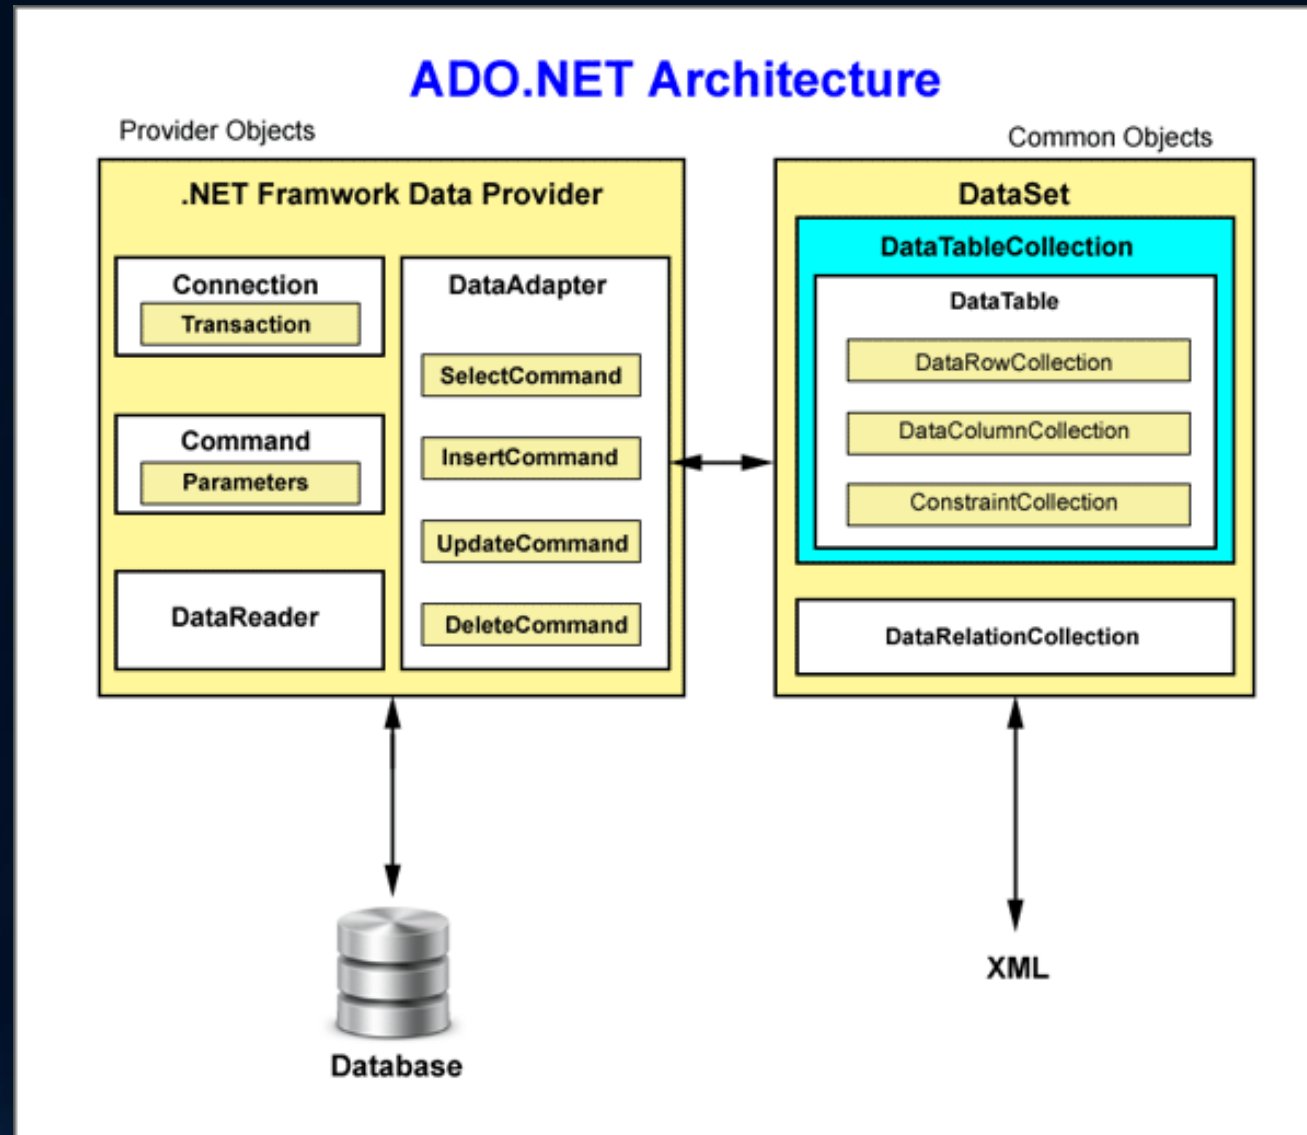 ADO.NET Architecture
Provider Objects
Common Objects
.NET Framwork Data Provider
Connection
Transaction
Command
Parameters
DataReader
DataAdapter
SelectCommand
InsertCommand
UpdateCommand
DeleteCommand
DataSet
DataTableCollection
DataTable
DataRowCollection
DataColumnCollection
ConstraintCollection
DataRelationCollection
Database
XML